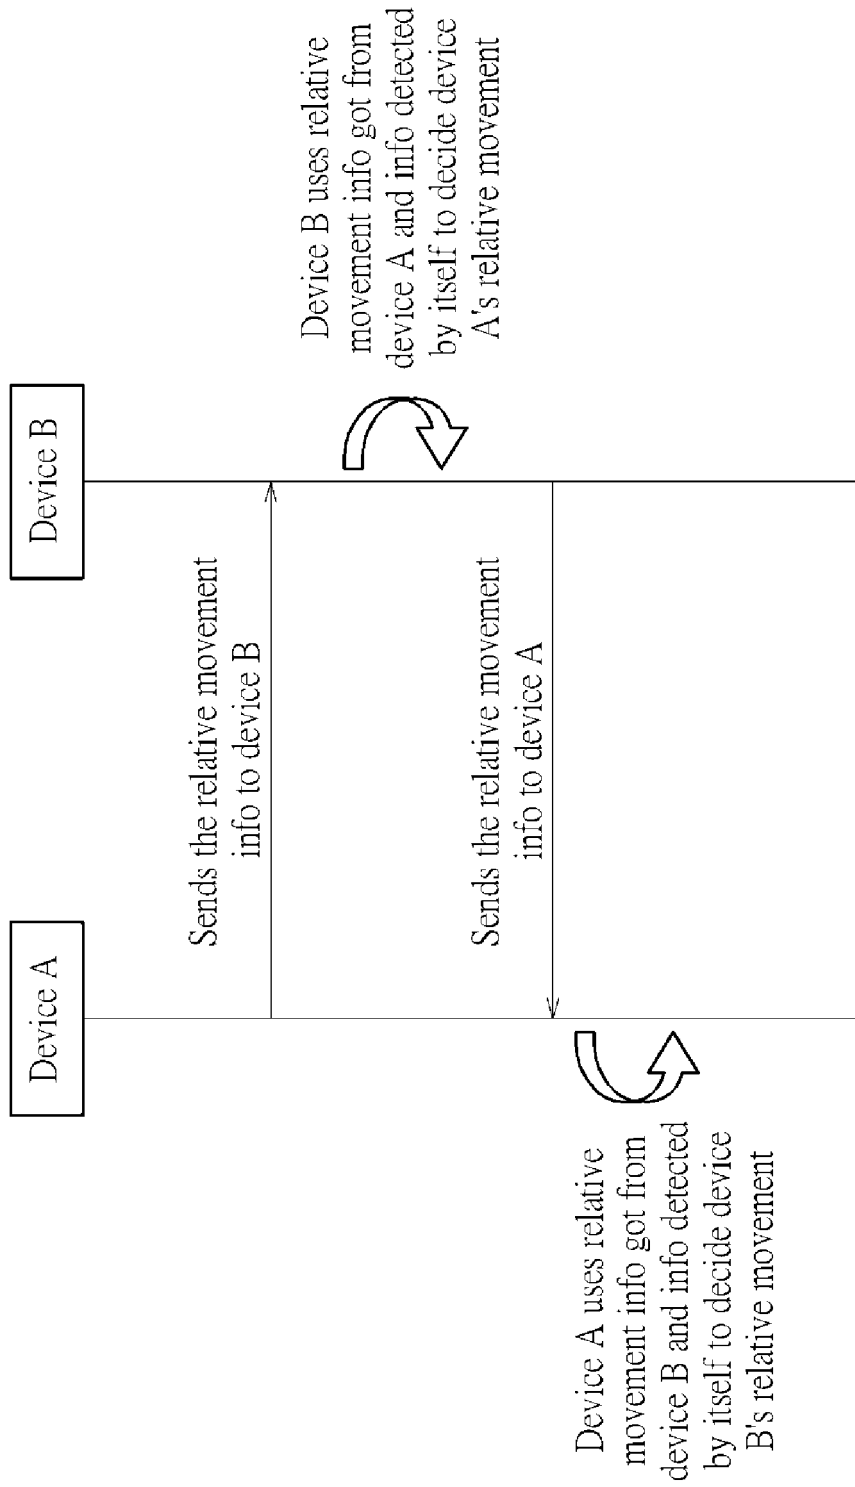 Device A
Device B
Sends the relative movement
info to device B
Device B uses relative
movement info got from
device A and info detected
by itself to decide device
A's relative movement
Sends the relative movement
info to device A
Device A uses relative
movement info got from
device B and info detected
by itself to decide device
B's relative movement